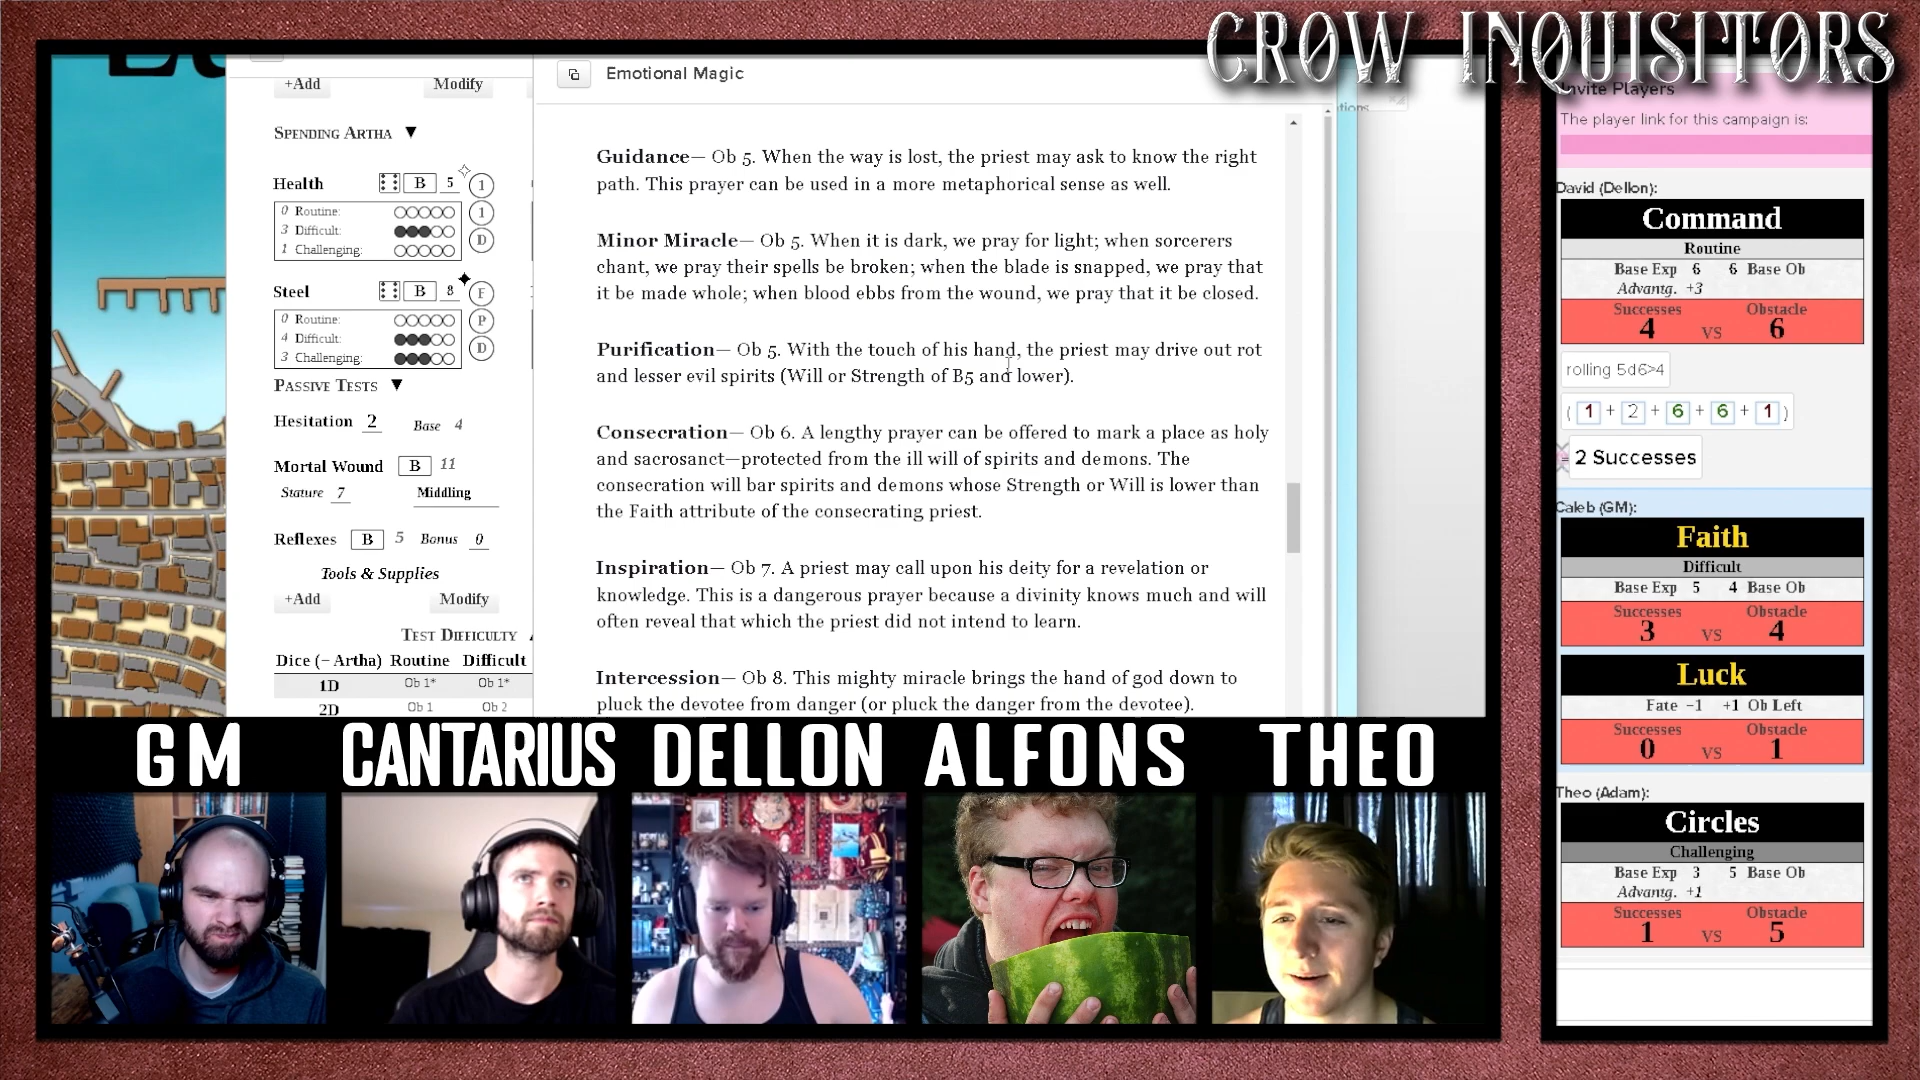 CROW INQUISITORS
+Add
Modify
SPENDING ARTHA ▼
Health B 5 1
0 Routine: 1
3 Difficult: D
1 Challenging:
Steel B 8 F
0 Routine: P
4 Difficult: D
3 Challenging:
PASSIVE TESTS ▼
Hesitation 2 Base 4
Mortal Wound B 11
Stature 7 Middling
Reflexes B 5 Bonus 0
Tools & Supplies
+Add
Modify
TEST DIFFICULTY
Dice (− Artha) Routine Difficult
1D Ob 1* Ob 1*
2D Ob 1 Ob 2
Emotional Magic
Guidance— Ob 5. When the way is lost, the priest may ask to know the right
path. This prayer can be used in a more metaphorical sense as well.
Minor Miracle— Ob 5. When it is dark, we pray for light; when sorcerers
chant, we pray their spells be broken; when the blade is snapped, we pray that
it be made whole; when blood ebbs from the wound, we pray that it be closed.
Purification— Ob 5. With the touch of his hand, the priest may drive out rot
and lesser evil spirits (Will or Strength of B5 and lower).
Consecration— Ob 6. A lengthy prayer can be offered to mark a place as holy
and sacrosanct—protected from the ill will of spirits and demons. The
consecration will bar spirits and demons whose Strength or Will is lower than
the Faith attribute of the consecrating priest.
Inspiration— Ob 7. A priest may call upon his deity for a revelation or
knowledge. This is a dangerous prayer because a divinity knows much and will
often reveal that which the priest did not intend to learn.
Intercession— Ob 8. This mighty miracle brings the hand of god down to
pluck the devotee from danger (or pluck the danger from the devotee).
Invite Players
The player link for this campaign is:
David (Dellon):
Command
Routine
Base Exp 6 6 Base Ob
Advantg. +3
Successes Obstacle
4 VS 6
rolling 5d6>4
( 1 + 2 + 6 + 6 + 1 )
= 2 Successes
Caleb (GM):
Faith
Difficult
Base Exp 5 4 Base Ob
Successes Obstacle
3 VS 4
Luck
Fate −1 +1 Ob Left
Successes Obstacle
0 VS 1
Theo (Adam):
Circles
Challenging
Base Exp 3 5 Base Ob
Advantg. +1
Successes Obstacle
1 VS 5
GM
CANTARIUS
DELLON
ALFONS
THEO